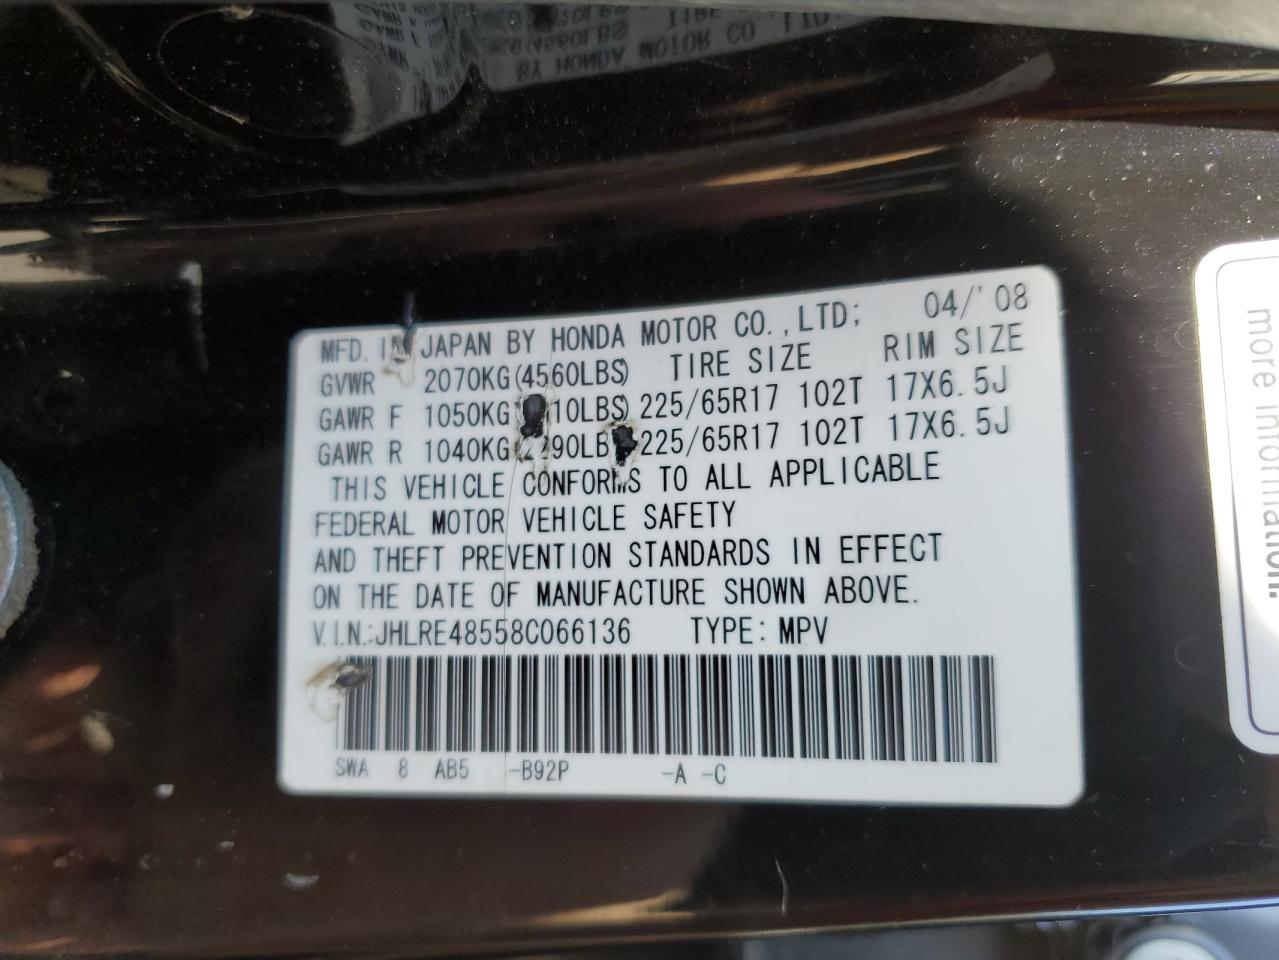 MFD. IN JAPAN BY HONDA MOTOR CO.,LTD; 04/'08
GVWR 2070KG(4560LBS) TIRE SIZE RIM SIZE
GAWR F 1050KG 10LBS) 225/65R17 102T 17X6.5J
GAWR R 1040KG 90LB 225/65R17 102T 17X6.5J
THIS VEHICLE CONFORMS TO ALL APPLICABLE
FEDERAL MOTOR VEHICLE SAFETY
AND THEFT PREVENTION STANDARDS IN EFFECT
ON THE DATE OF MANUFACTURE SHOWN ABOVE.
V.I.N.:JHLRE48558C066136 TYPE: MPV
SWA 8 AB5 -B92P -A -C
more information.